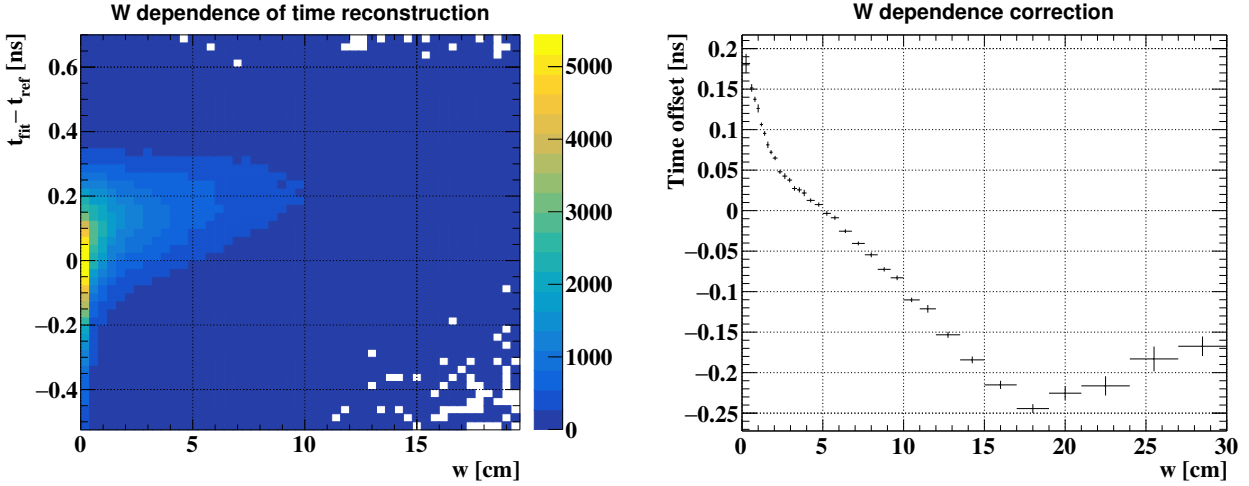 W dependence of time reconstruction
t_fit − t_ref [ns]
0.6
0.4
0.2
0
−0.2
−0.4
0 5 10 15
w [cm]
5000
4000
3000
2000
1000
0
W dependence correction
Time offset [ns]
0.2
0.15
0.1
0.05
0
−0.05
−0.1
−0.15
−0.2
−0.25
0 5 10 15 20 25 30
w [cm]